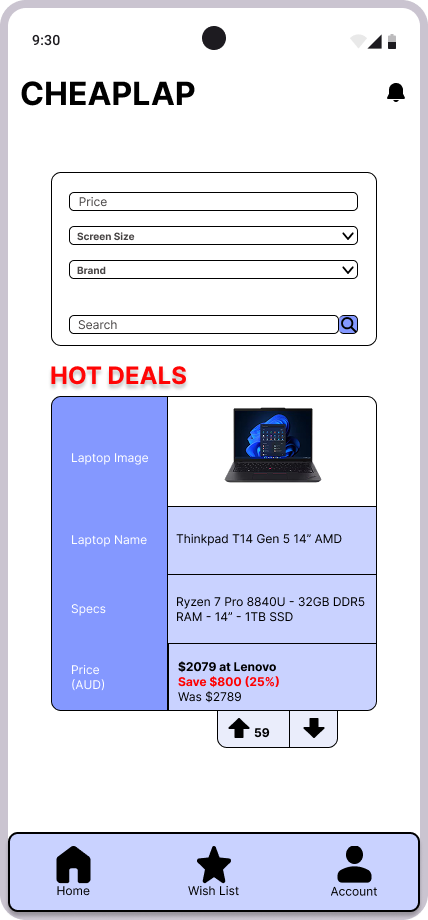 9:30
CHEAPLAP
Price
Screen Size
Brand
Search
HOT DEALS
Laptop Image
Laptop Name
Thinkpad T14 Gen 5 14” AMD
Specs
Ryzen 7 Pro 8840U - 32GB DDR5
RAM - 14” - 1TB SSD
Price
(AUD)
$2079 at Lenovo
Save $800 (25%)
Was $2789
59
Home
Wish List
Account